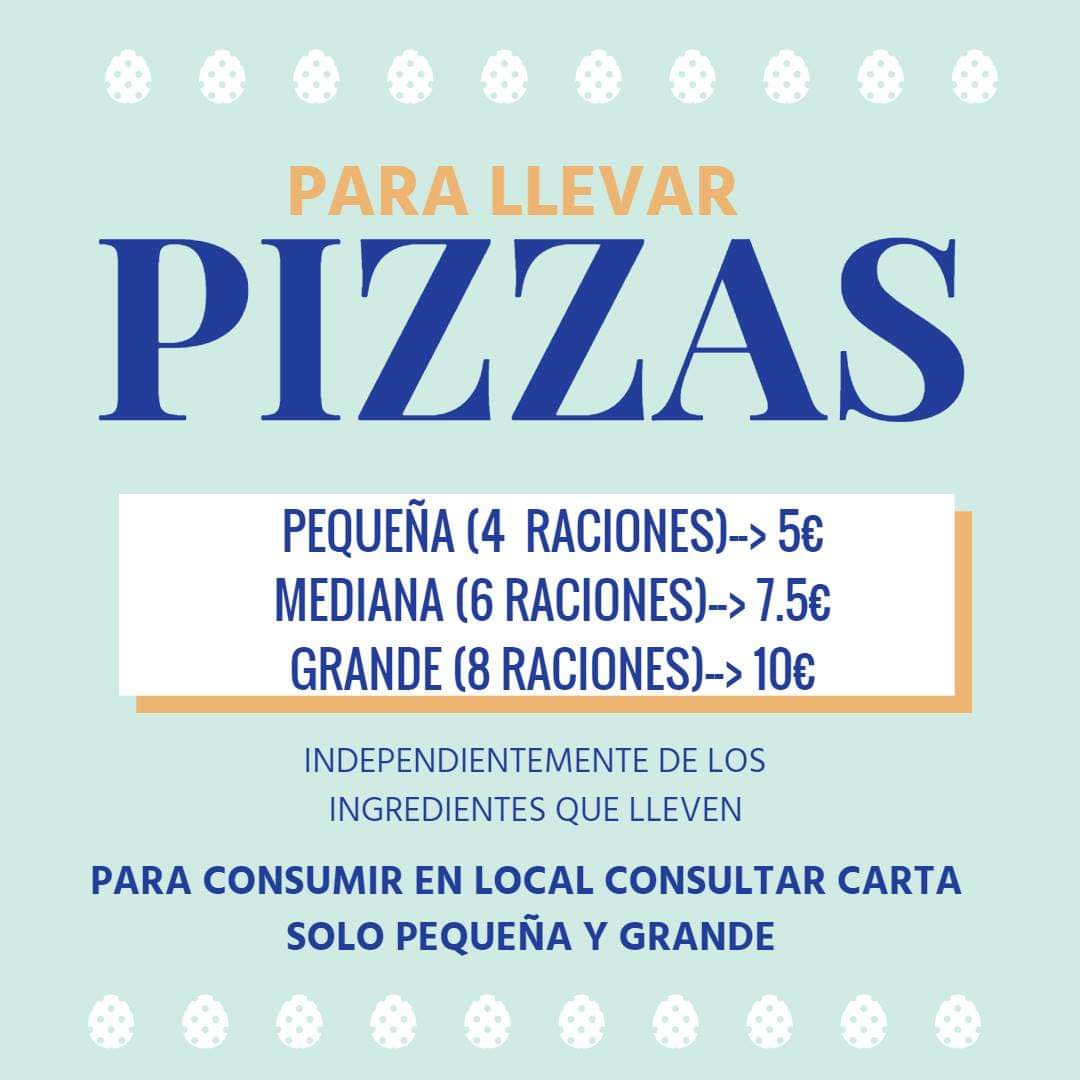 PARA LLEVAR
PIZZAS
PEQUEÑA (4 RACIONES)--> 5€
MEDIANA (6 RACIONES)--> 7.5€
GRANDE (8 RACIONES)--> 10€
INDEPENDIENTEMENTE DE LOS
INGREDIENTES QUE LLEVEN
PARA CONSUMIR EN LOCAL CONSULTAR CARTA
SOLO PEQUEÑA Y GRANDE